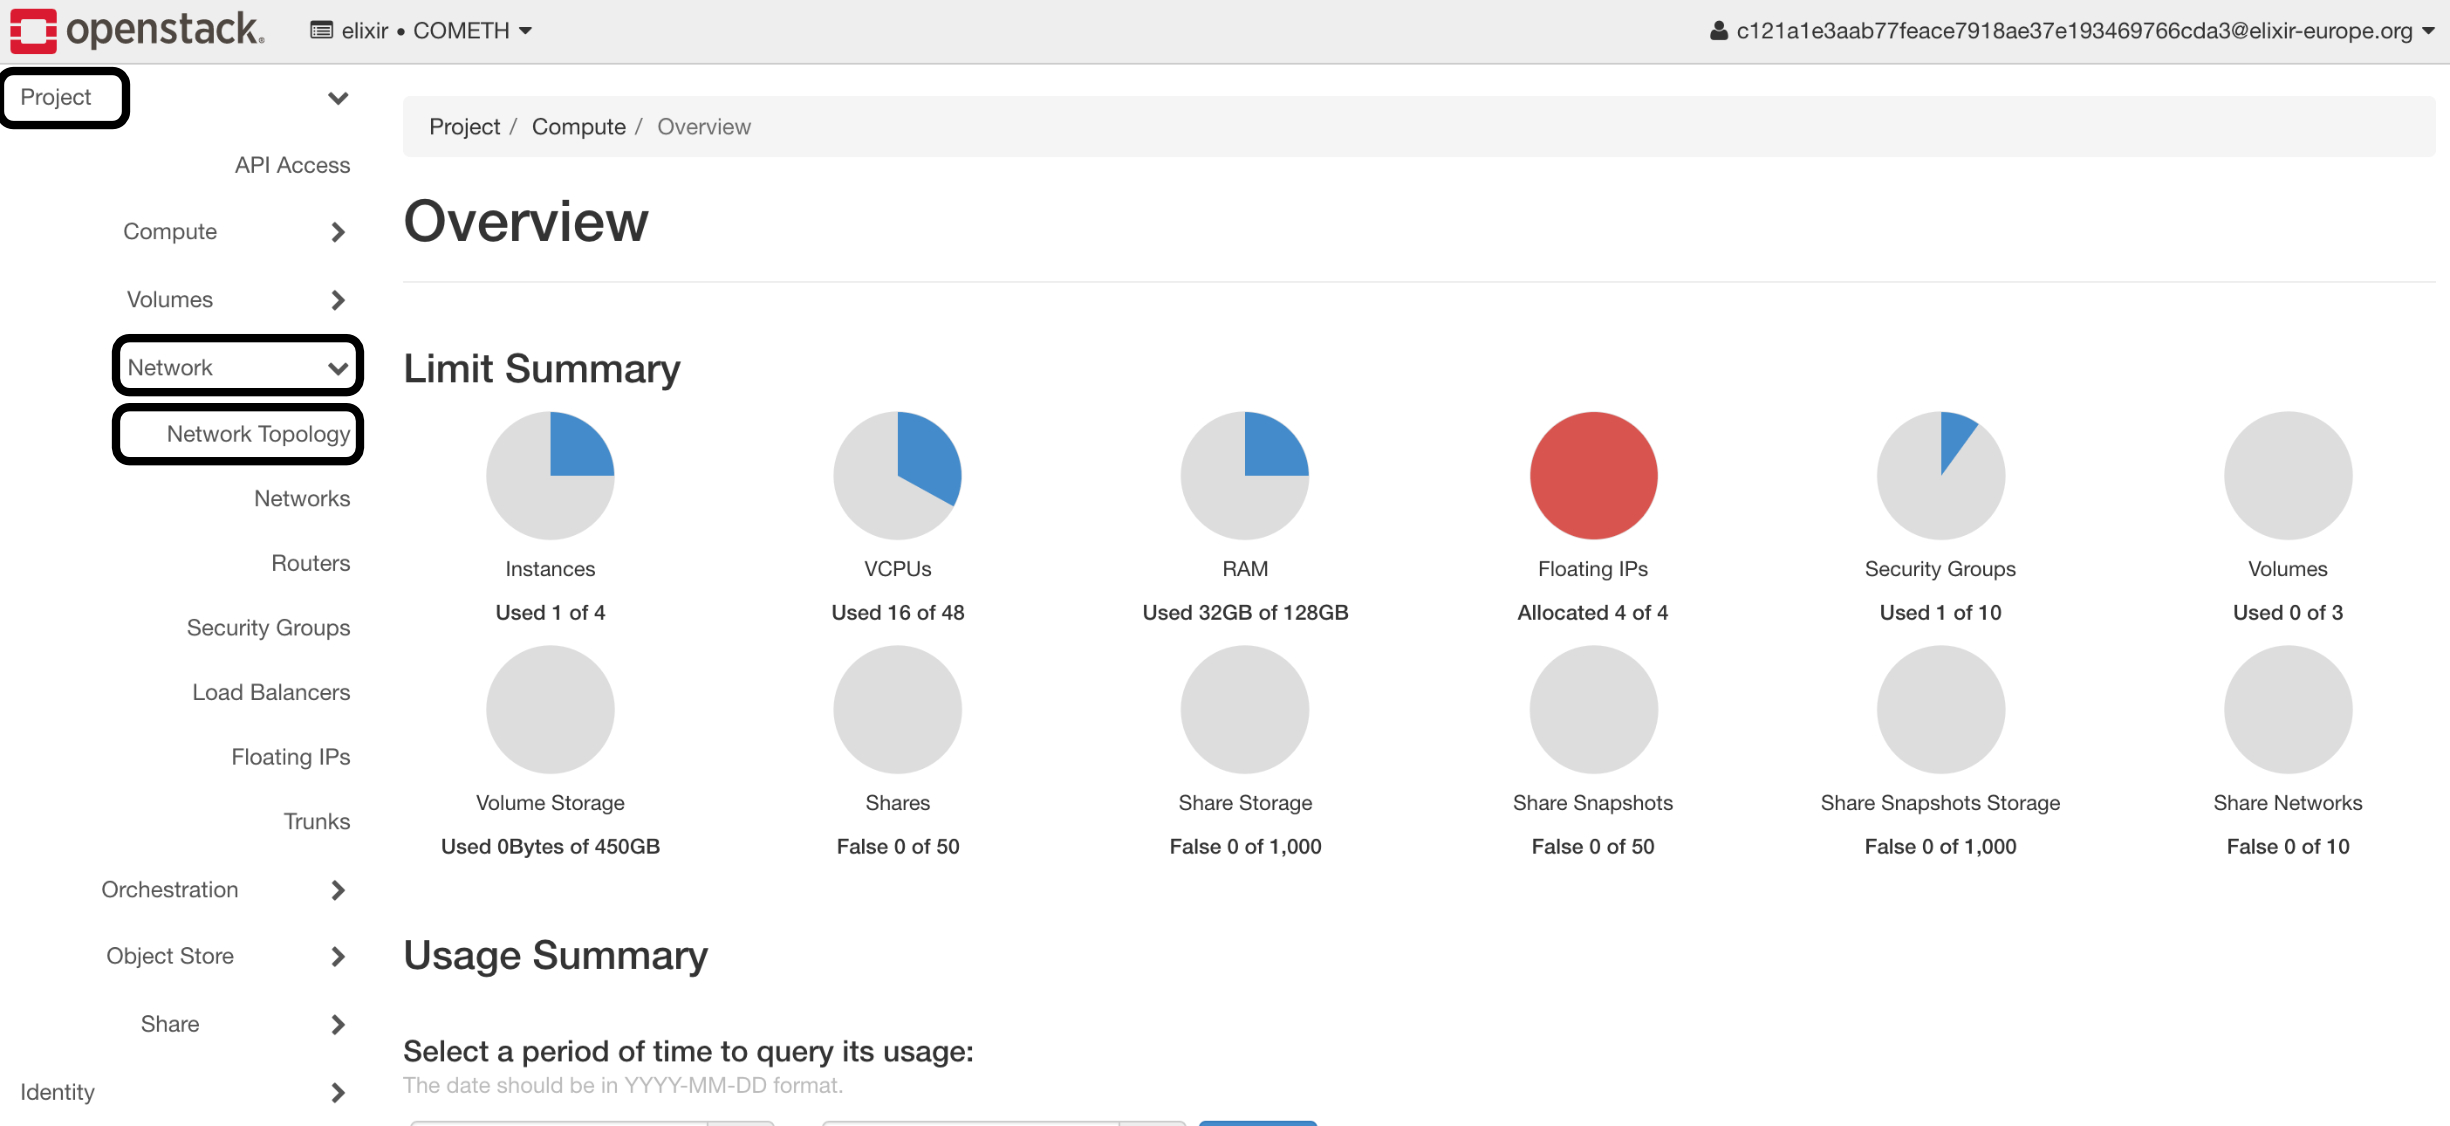 openstack.
elixir • COMETH
c121a1e3aab77feace7918ae37e193469766cda3@elixir-europe.org
Project
API Access
Compute
Volumes
Network
Network Topology
Networks
Routers
Security Groups
Load Balancers
Floating IPs
Trunks
Orchestration
Object Store
Share
Identity
Project / Compute / Overview
Overview
Limit Summary
Instances
Used 1 of 4
VCPUs
Used 16 of 48
RAM
Used 32GB of 128GB
Floating IPs
Allocated 4 of 4
Security Groups
Used 1 of 10
Volumes
Used 0 of 3
Volume Storage
Used 0Bytes of 450GB
Shares
False 0 of 50
Share Storage
False 0 of 1,000
Share Snapshots
False 0 of 50
Share Snapshots Storage
False 0 of 1,000
Share Networks
False 0 of 10
Usage Summary
Select a period of time to query its usage:
The date should be in YYYY-MM-DD format.